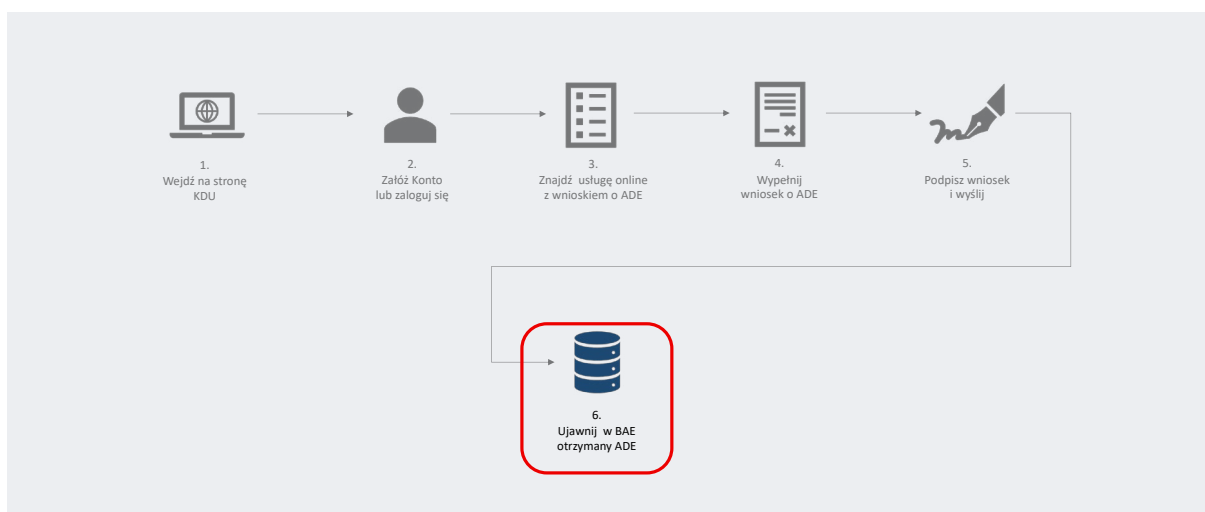 1.
Wejdź na stronę
KDU
2.
Załóż Konto
lub zaloguj się
3.
Znajdź usługę online
z wnioskiem o ADE
4.
Wypełnij
wniosek o ADE
5.
Podpisz wniosek
i wyślij
6.
Ujawnij w BAE
otrzymany ADE